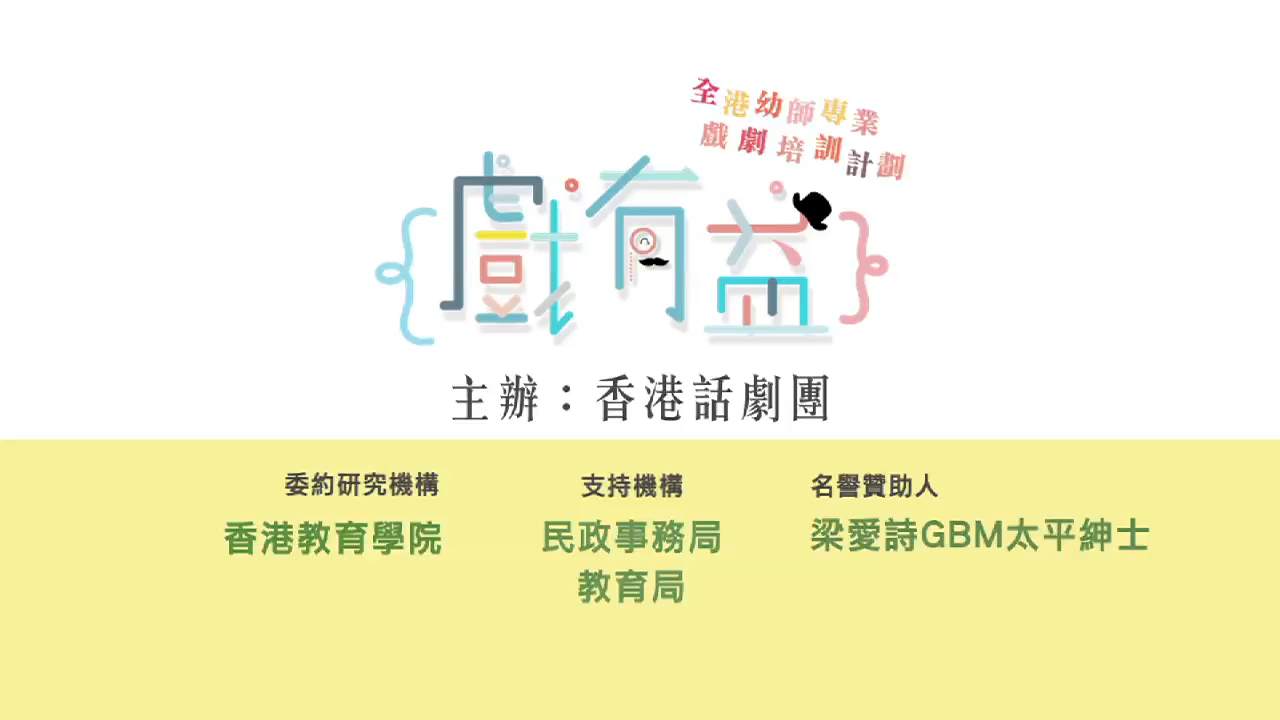 全港幼師專業
戲劇培訓計劃
戲有益
主辦：香港話劇團
委約研究機構
香港教育學院
支持機構
民政事務局
教育局
名譽贊助人
梁愛詩GBM太平紳士